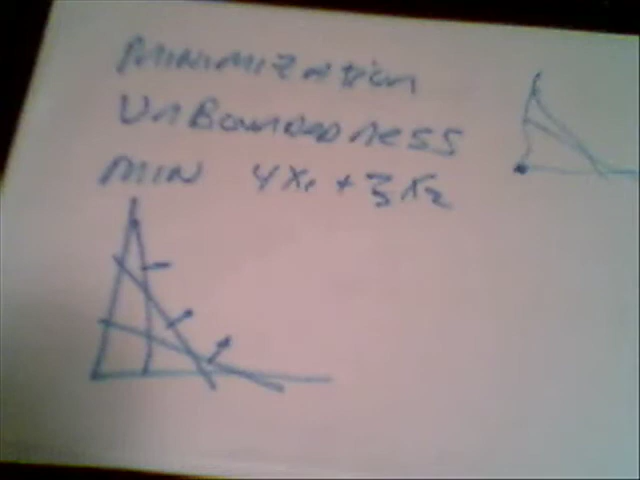 Minimization
UnBoundedness
MIN 4x₁ + 3x₂